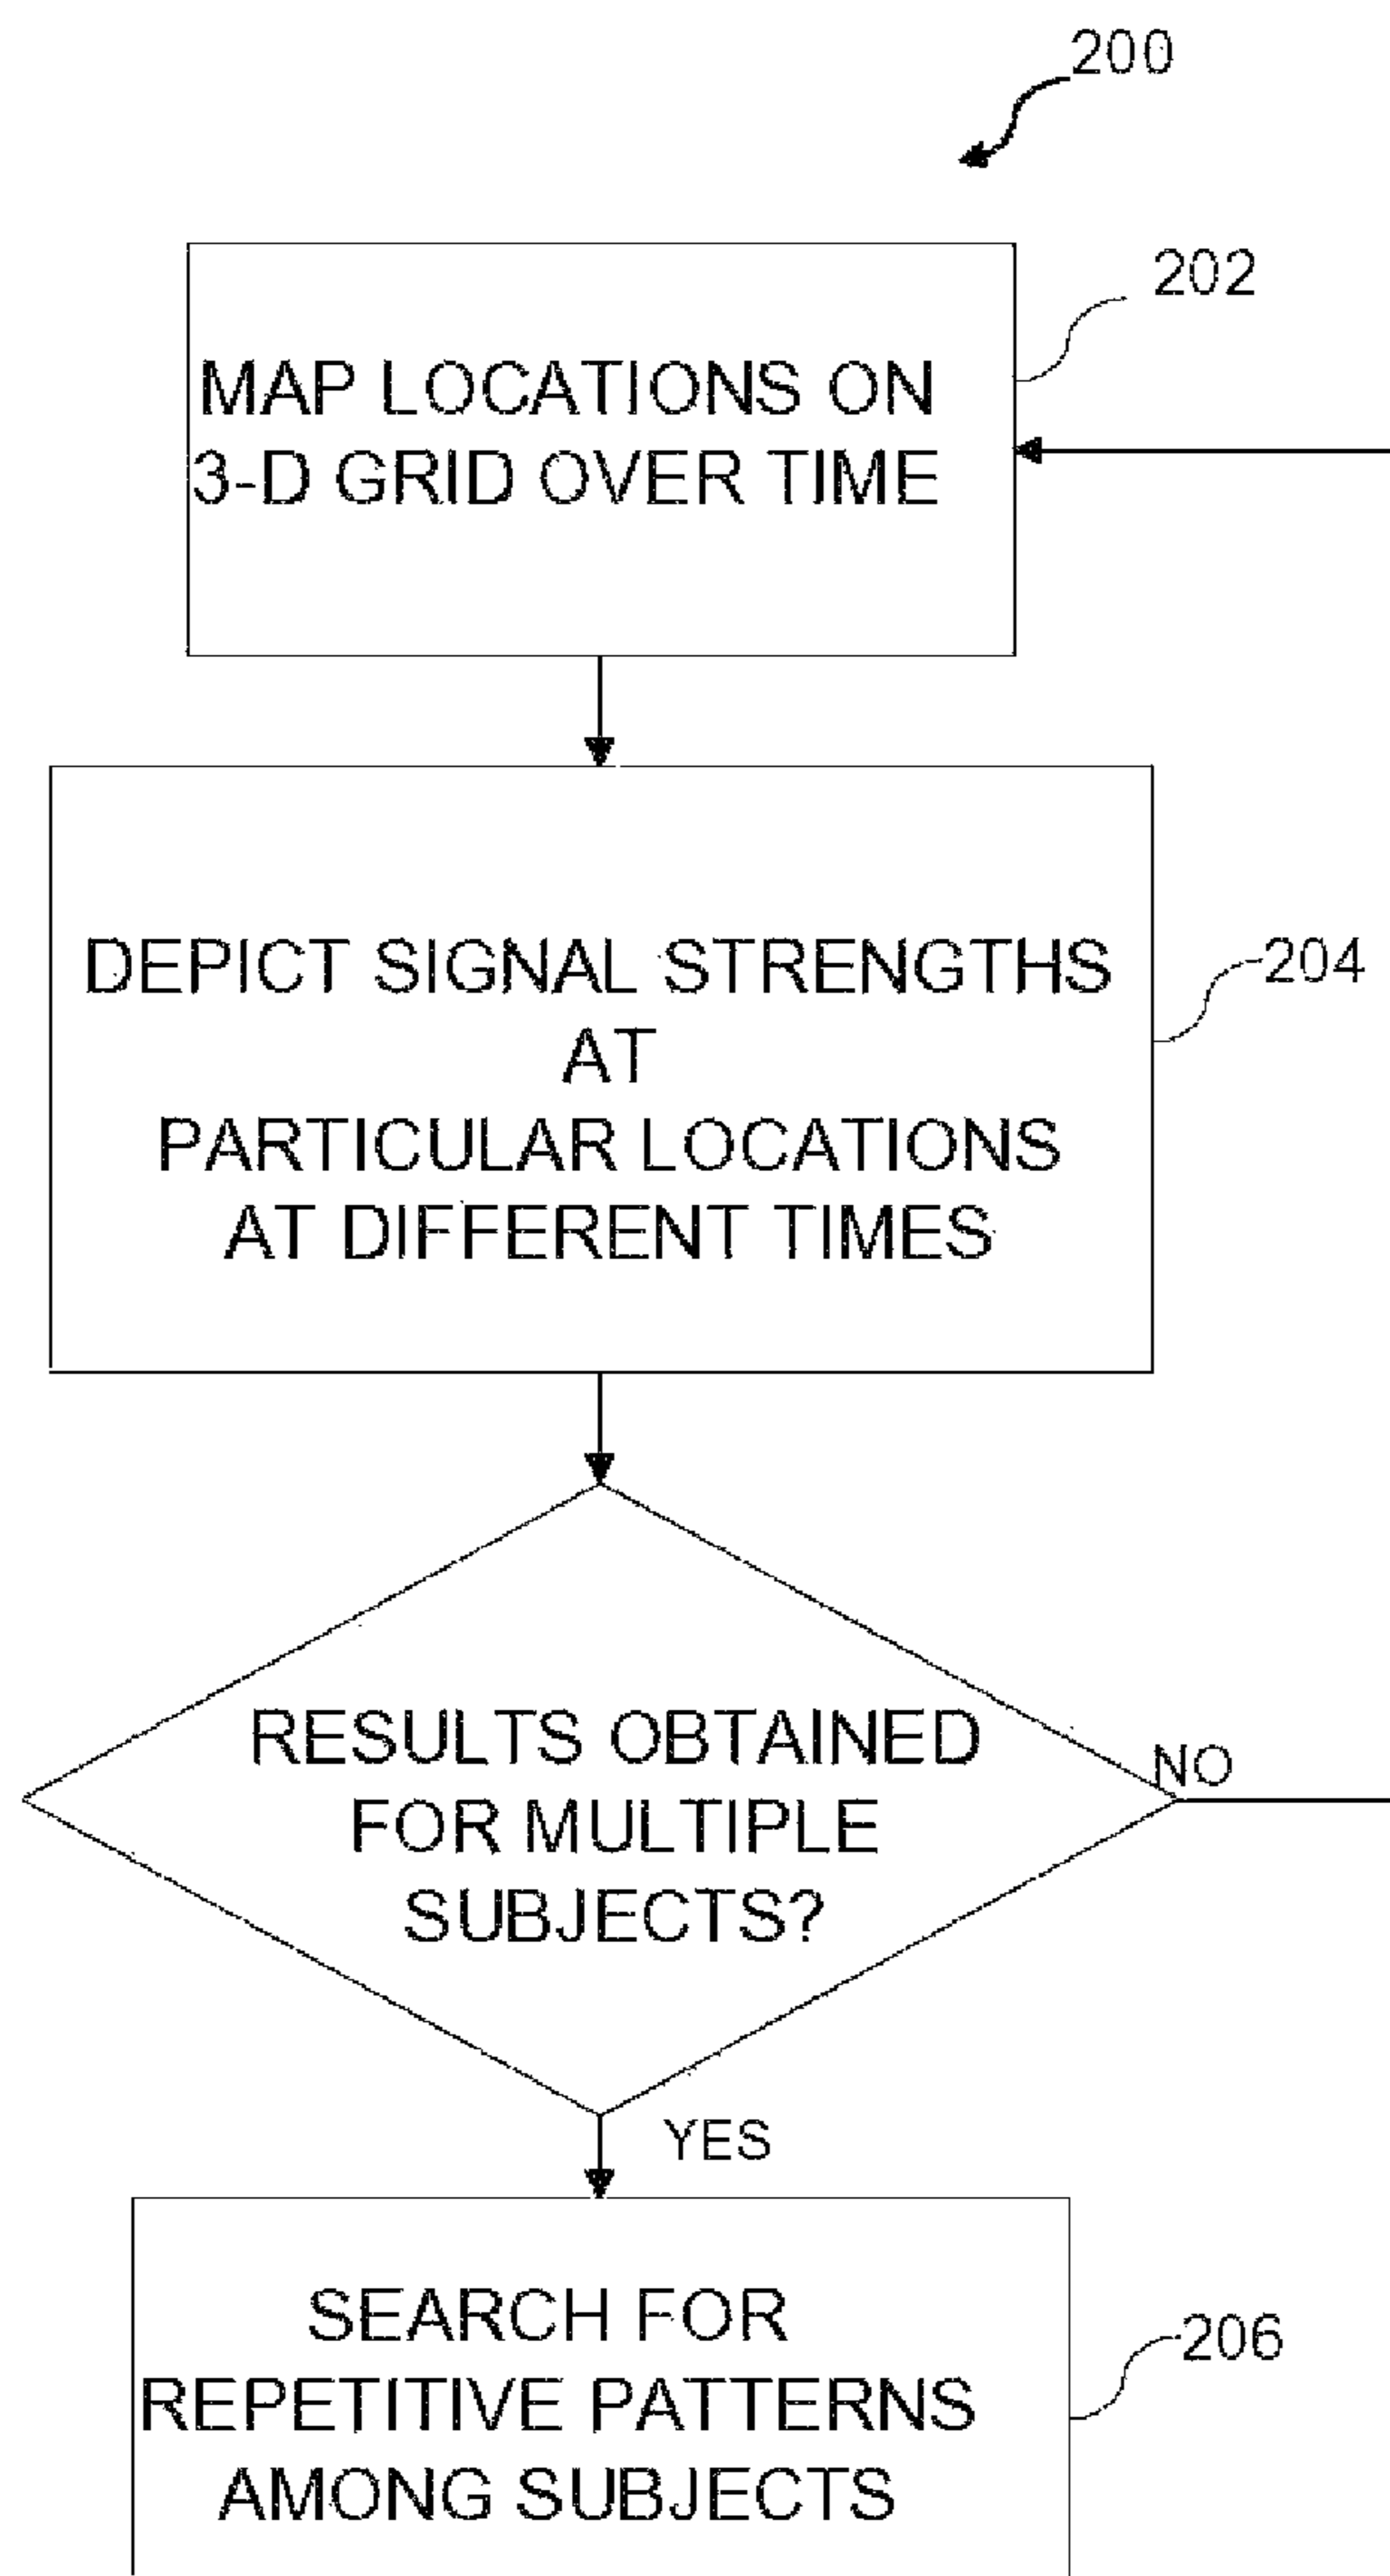 200
202
MAP LOCATIONS ON
3-D GRID OVER TIME
DEPICT SIGNAL STRENGTHS
AT
PARTICULAR LOCATIONS
AT DIFFERENT TIMES
204
RESULTS OBTAINED
FOR MULTIPLE
SUBJECTS?
NO
YES
SEARCH FOR
REPETITIVE PATTERNS
AMONG SUBJECTS
206